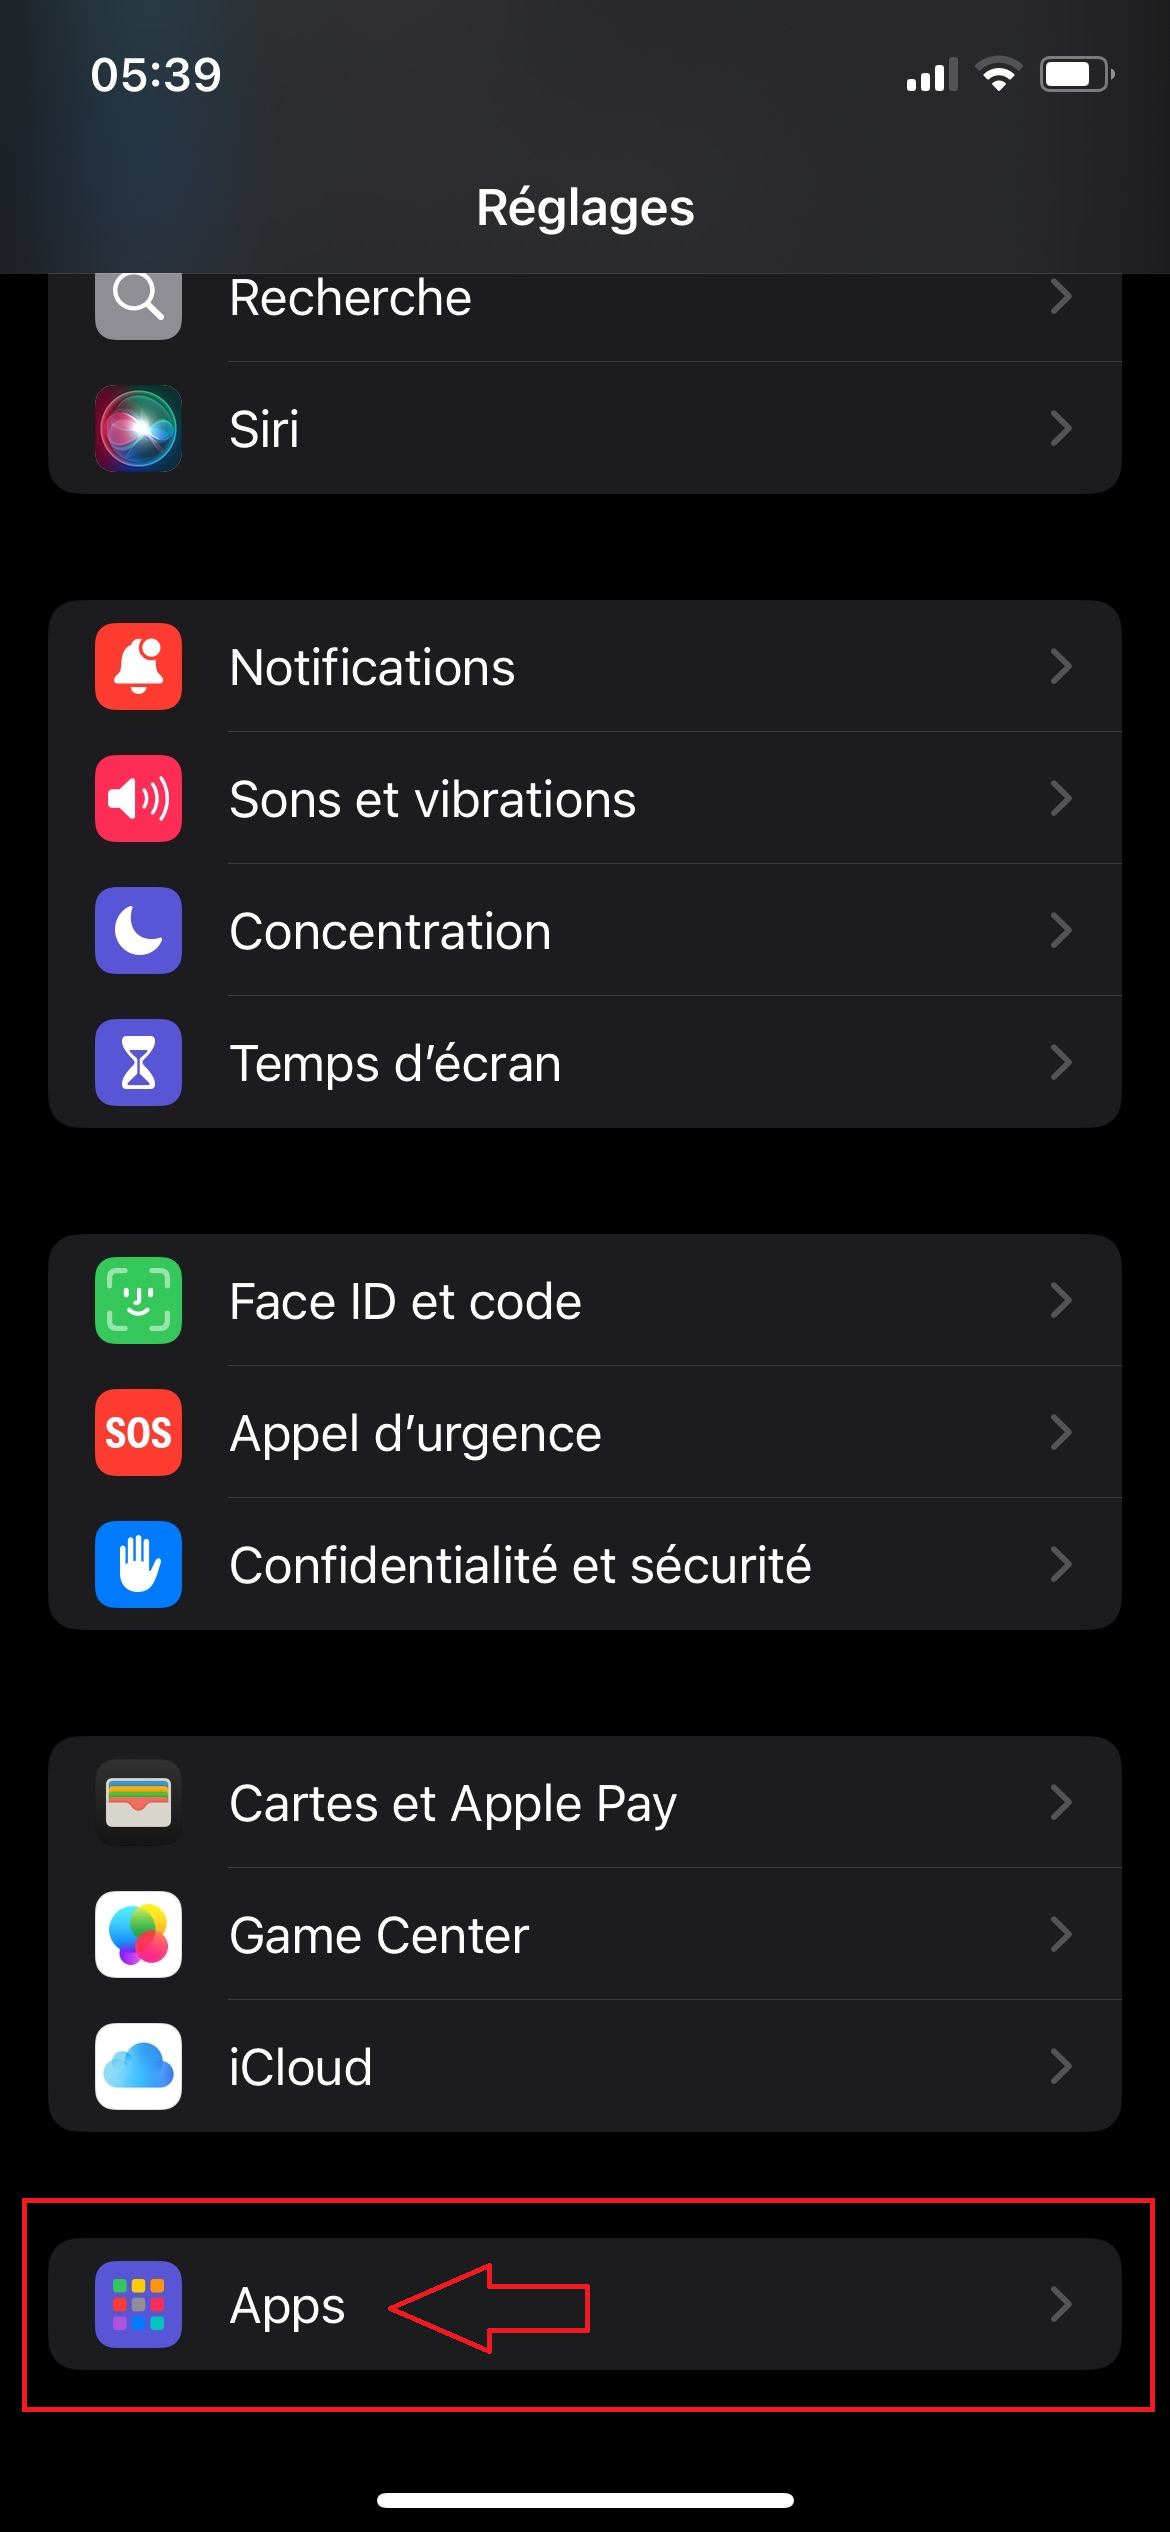 05:39
Réglages
Recherche
Siri
Notifications
Sons et vibrations
Concentration
Temps d’écran
Face ID et code
SOS Appel d’urgence
Confidentialité et sécurité
Cartes et Apple Pay
Game Center
iCloud
Apps